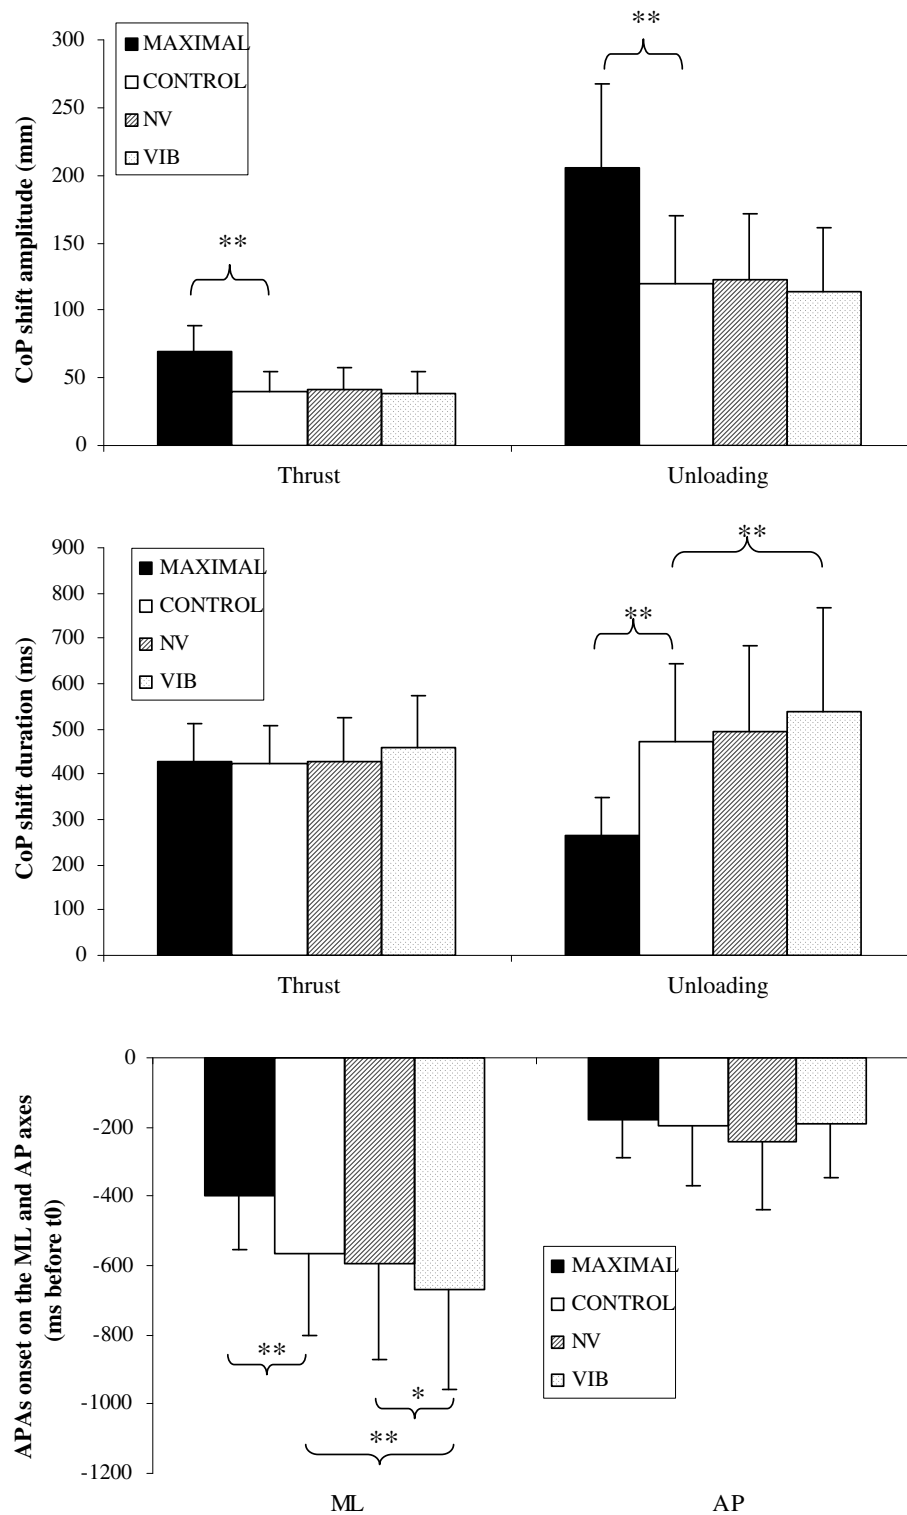 **
300
MAXIMAL
CONTROL
NV
VIB
250
200
150
100
50
0
**
CoP shift amplitude (mm)
Thrust
Unloading
900
800
700
600
500
400
300
200
100
0
MAXIMAL
CONTROL
NV
VIB
**
**
CoP shift duration (ms)
Thrust
Unloading
0
-200
-400
-600
-800
-1000
-1200
APAs onset on the ML and AP axes
(ms before t0)
MAXIMAL
CONTROL
NV
VIB
**
*
**
ML
AP